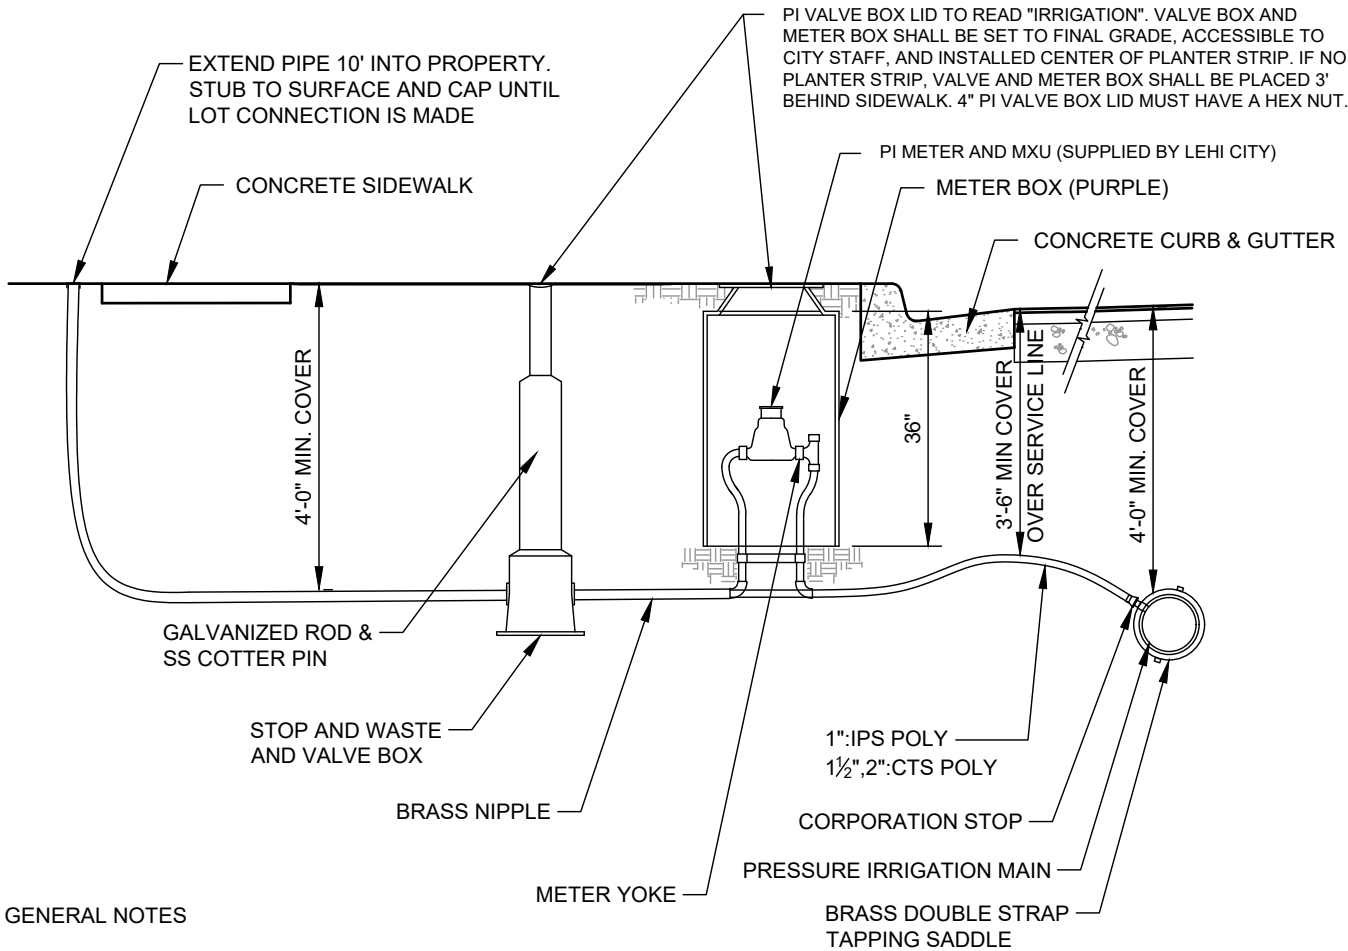 PI VALVE BOX LID TO READ "IRRIGATION". VALVE BOX AND
METER BOX SHALL BE SET TO FINAL GRADE, ACCESSIBLE TO
CITY STAFF, AND INSTALLED CENTER OF PLANTER STRIP. IF NO
PLANTER STRIP, VALVE AND METER BOX SHALL BE PLACED 3'
BEHIND SIDEWALK. 4" PI VALVE BOX LID MUST HAVE A HEX NUT.
EXTEND PIPE 10' INTO PROPERTY.
STUB TO SURFACE AND CAP UNTIL
LOT CONNECTION IS MADE
PI METER AND MXU (SUPPLIED BY LEHI CITY)
CONCRETE SIDEWALK
METER BOX (PURPLE)
CONCRETE CURB & GUTTER
4'-0" MIN. COVER
36"
3'-6" MIN COVER
OVER SERVICE LINE
4'-0" MIN. COVER
GALVANIZED ROD &
SS COTTER PIN
STOP AND WASTE
AND VALVE BOX
1":IPS POLY
1½",2":CTS POLY
BRASS NIPPLE
CORPORATION STOP
PRESSURE IRRIGATION MAIN
METER YOKE
BRASS DOUBLE STRAP
TAPPING SADDLE
GENERAL NOTES